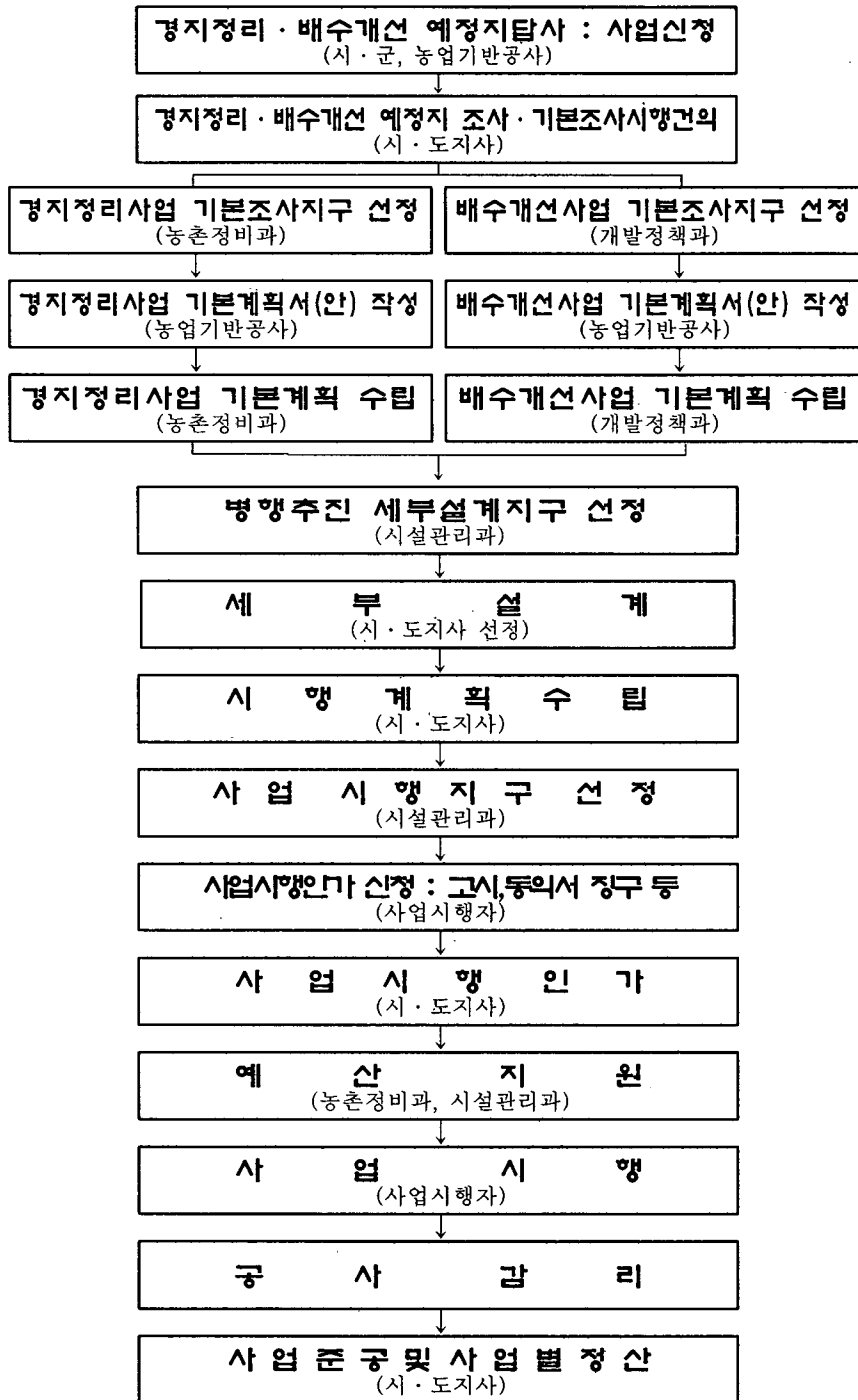 경지정리 · 배수개선 예정지답사 : 사업신청
(시 · 군, 농업기반공사)
경지정리 · 배수개선 예정지 조사 · 기본조사시행건의
(시 · 도지사)
경지정리사업 기본조사지구 선정
(농촌정비과)
배수개선사업 기본조사지구 선정
(개발정책과)
경지정리사업 기본계획서(안) 작성
(농업기반공사)
배수개선사업 기본계획서(안) 작성
(농업기반공사)
경지정리사업 기본계획 수립
(농촌정비과)
배수개선사업 기본계획 수립
(개발정책과)
병행추진 세부설계지구 선정
(시설관리과)
세 부 설 계
(시 · 도지사 선정)
시 행 계 획 수 립
(시 · 도지사)
사 업 시 행 지 구 선 정
(시설관리과)
사업시행인가 신청 : 고시,동의서 징구 등
(사업시행자)
사 업 시 행 인 가
(시 · 도지사)
예 산 지 원
(농촌정비과, 시설관리과)
사 업 시 행
(사업시행자)
공 사 감 리
사 업 준 공 및 사 업 별 정 산
(시 · 도지사)